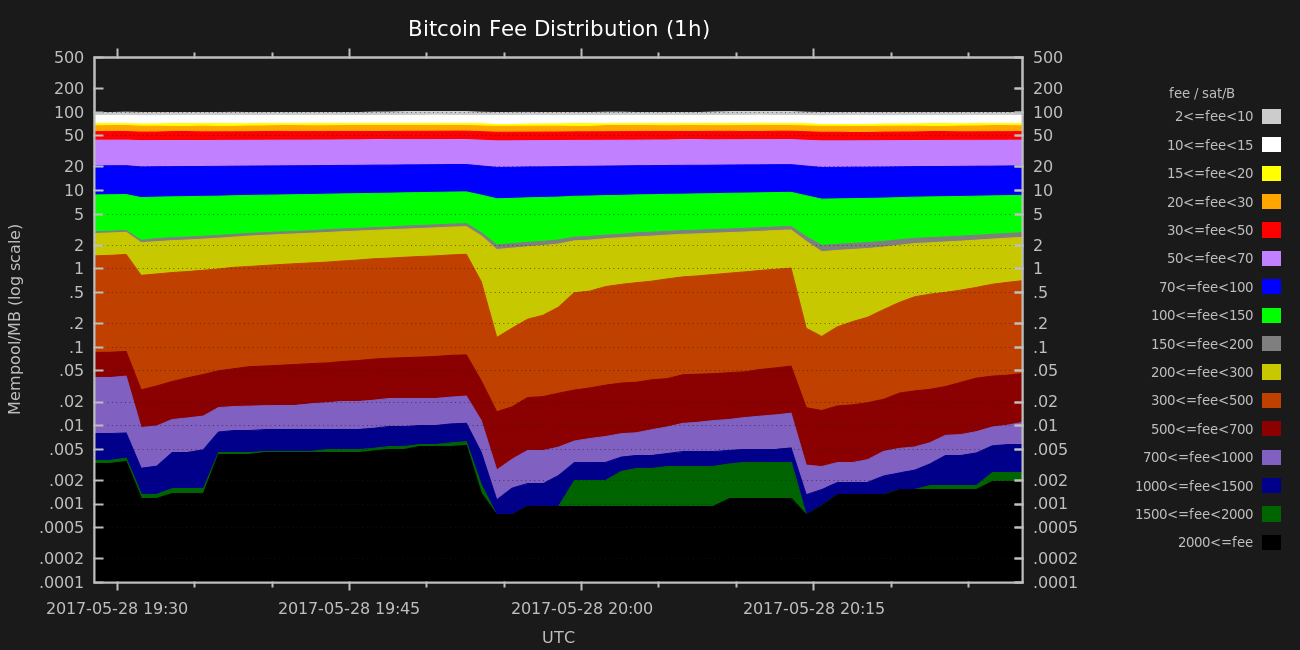 Bitcoin Fee Distribution (1h)
Mempool/MB (log scale)
500
200
100
50
20
10
5
2
1
.5
.2
.1
.05
.02
.01
.005
.002
.001
.0005
.0002
.0001
500
200
100
50
20
10
5
2
1
.5
.2
.1
.05
.02
.01
.005
.002
.001
.0005
.0002
.0001
2017-05-28 19:30 2017-05-28 19:45 2017-05-28 20:00 2017-05-28 20:15
UTC
fee / sat/B
2<=fee<10
10<=fee<15
15<=fee<20
20<=fee<30
30<=fee<50
50<=fee<70
70<=fee<100
100<=fee<150
150<=fee<200
200<=fee<300
300<=fee<500
500<=fee<700
700<=fee<1000
1000<=fee<1500
1500<=fee<2000
2000<=fee